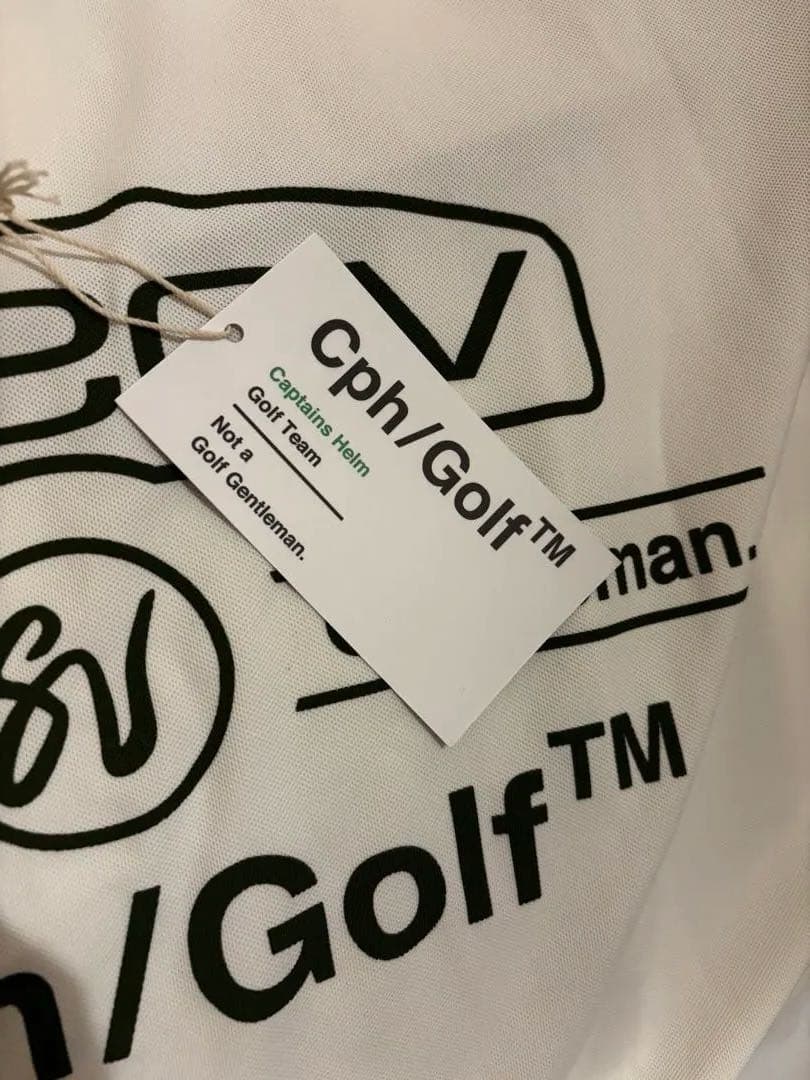 Cph/Golf™
Captains Helm
Golf Team
Not a
Golf Gentleman.
man.
/Golf™